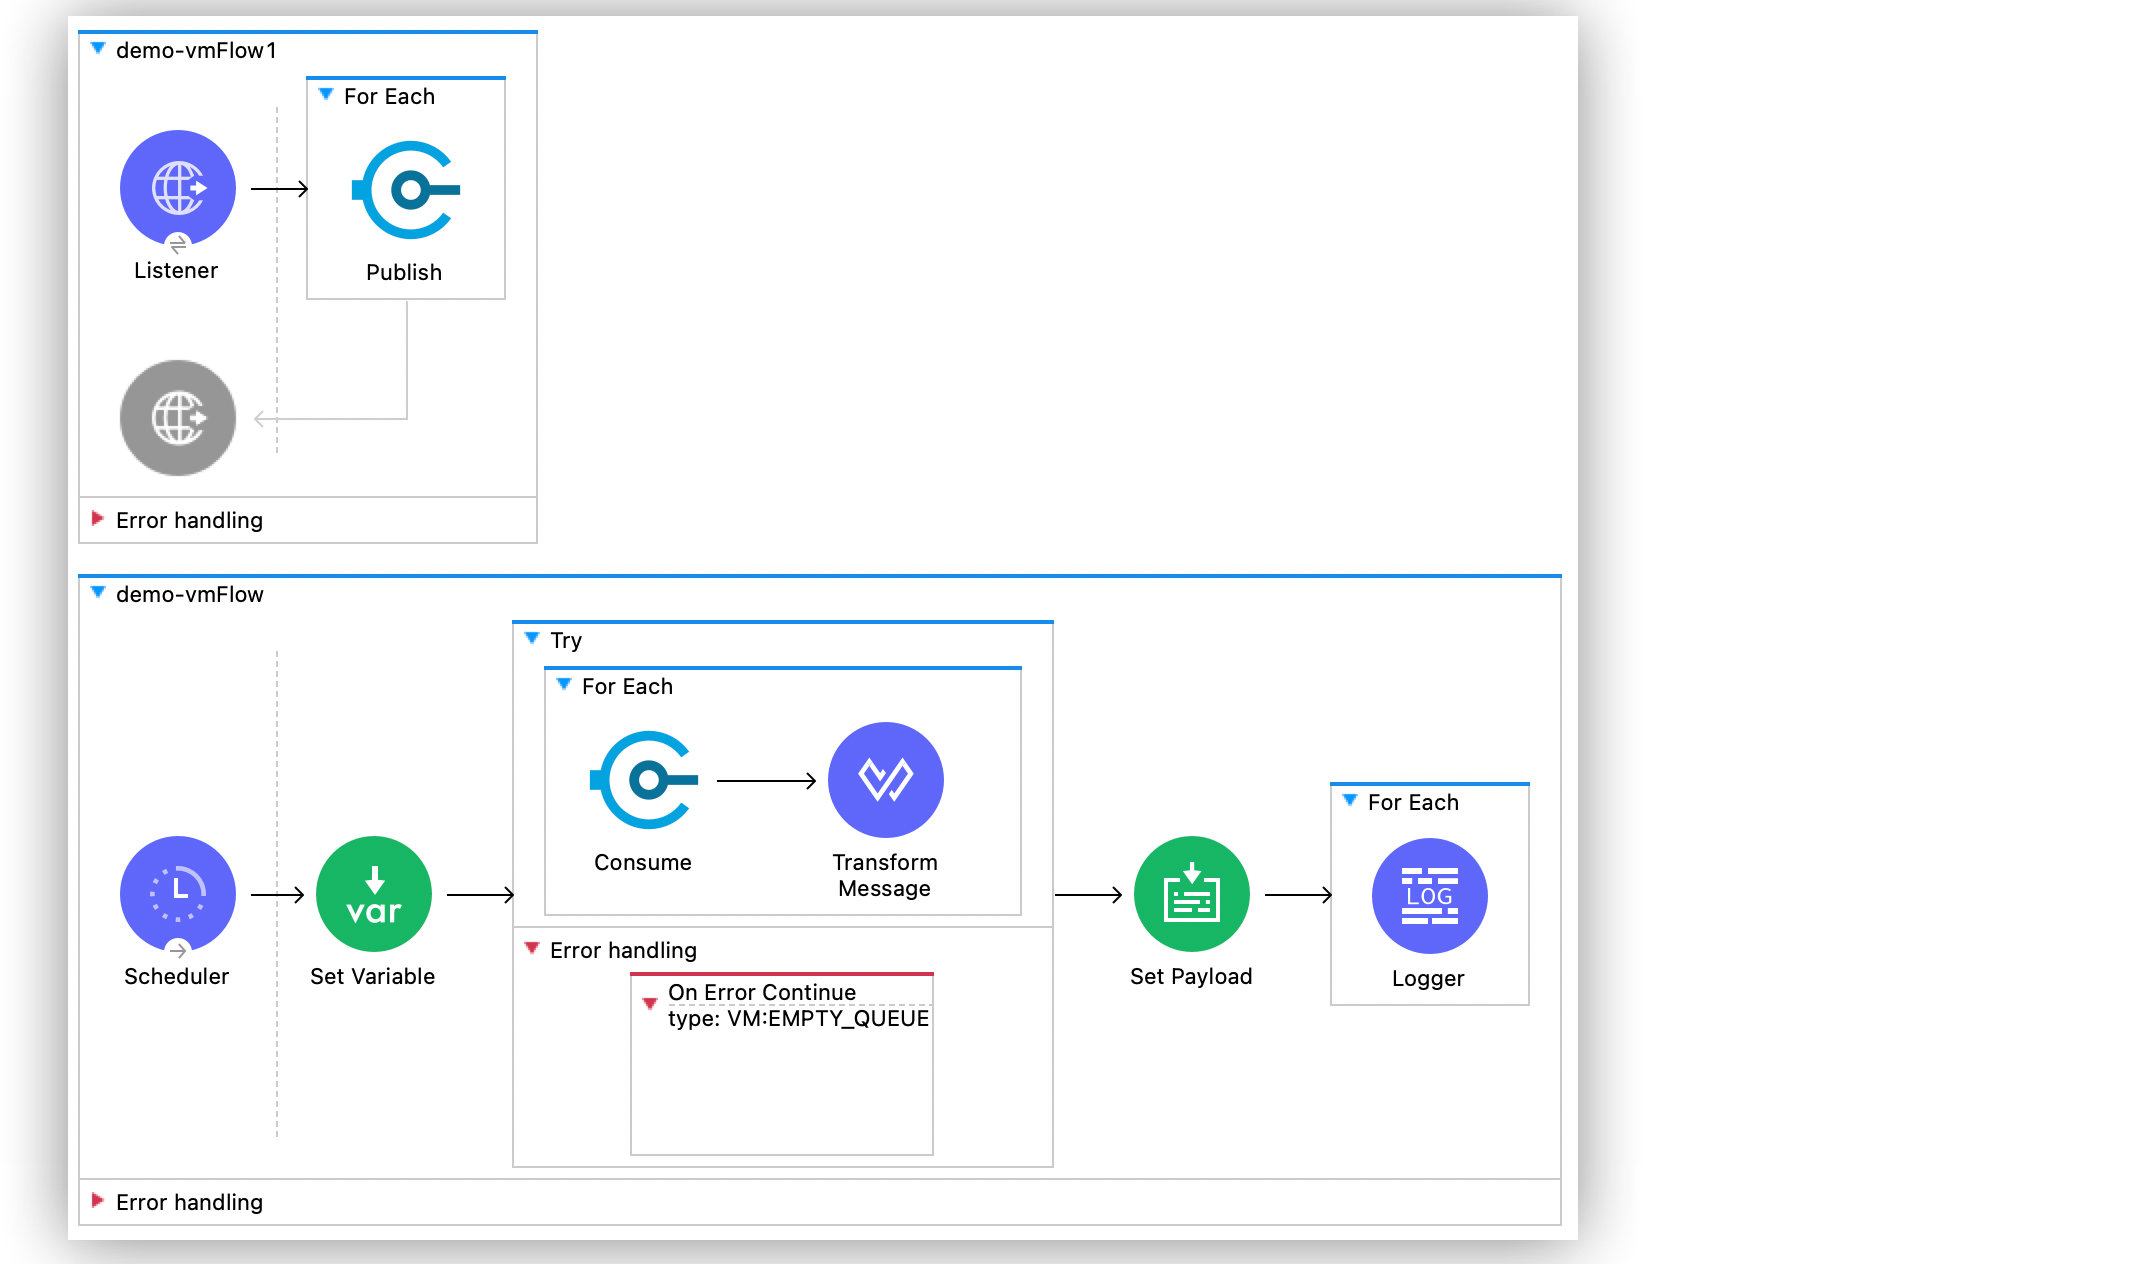 demo-vmFlow1
For Each
Listener
Publish
Error handling
demo-vmFlow
Try
For Each
Consume
Transform
Message
Error handling
On Error Continue
type: VM:EMPTY_QUEUE
Scheduler
var
Set Variable
Set Payload
For Each
LOG
Logger
Error handling